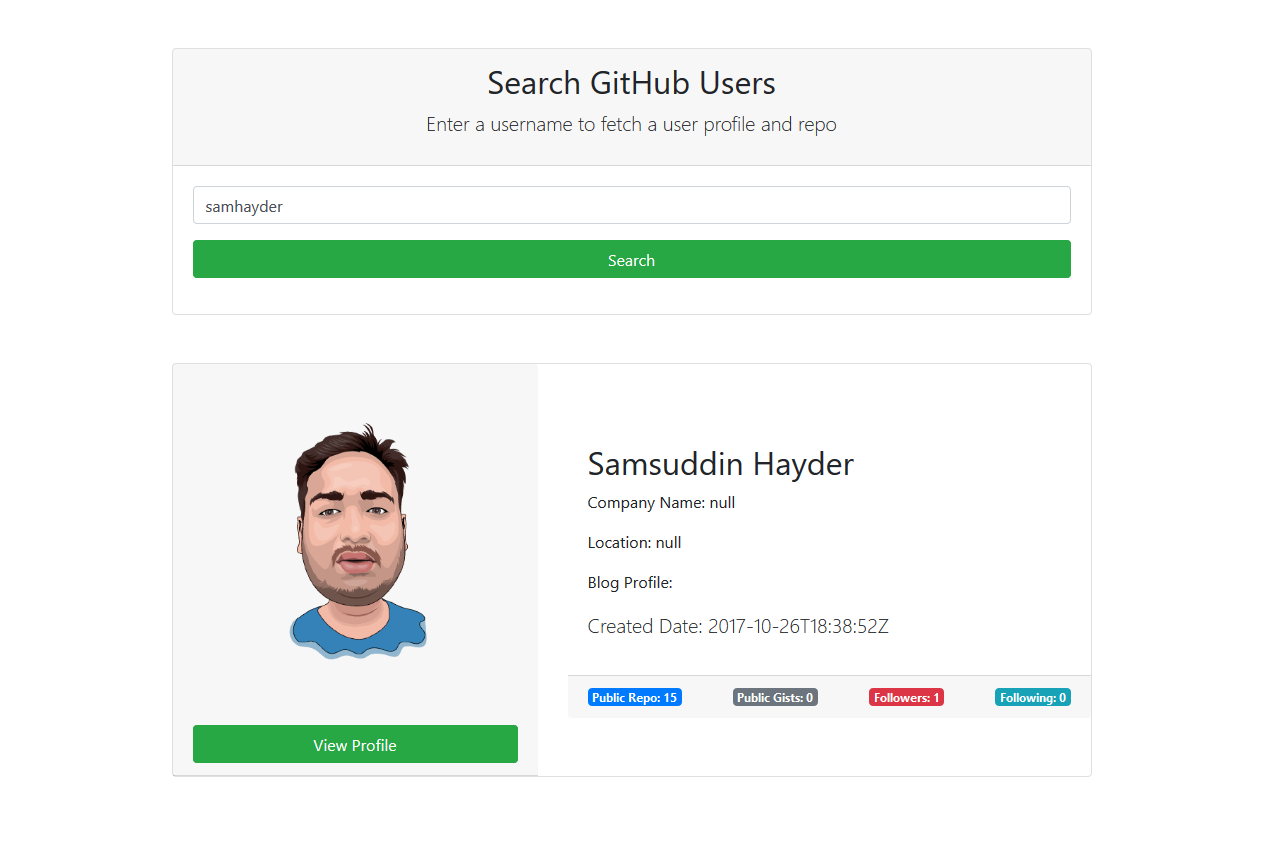 Search GitHub Users
Enter a username to fetch a user profile and repo
samhayder
Search
Samsuddin Hayder
Company Name: null
Location: null
Blog Profile:
Created Date: 2017-10-26T18:38:52Z
Public Repo: 15 Public Gists: 0 Followers: 1 Following: 0
View Profile